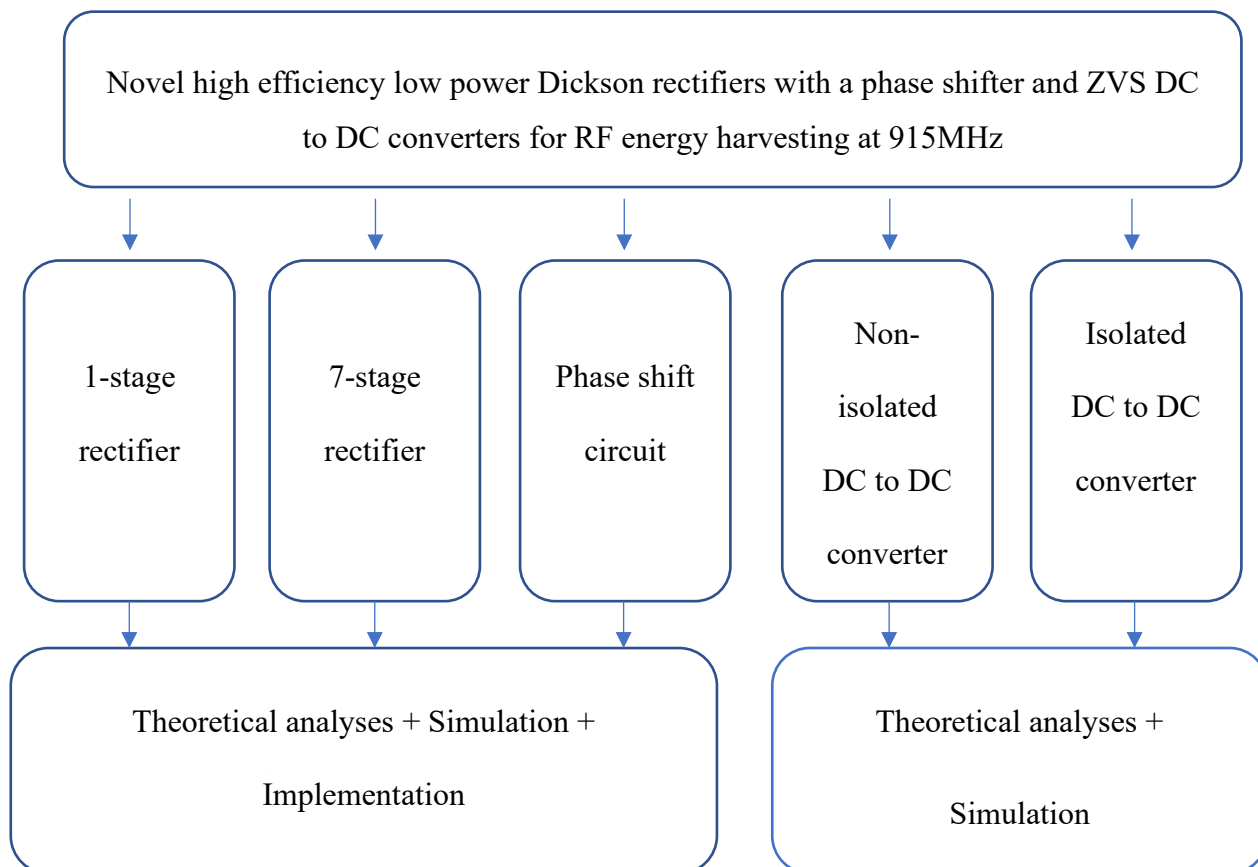 Novel high efficiency low power Dickson rectifiers with a phase shifter and ZVS DC
to DC converters for RF energy harvesting at 915MHz
1-stage
rectifier
7-stage
rectifier
Phase shift
circuit
Non-
isolated
DC to DC
converter
Isolated
DC to DC
converter
Theoretical analyses + Simulation +
Implementation
Theoretical analyses +
Simulation